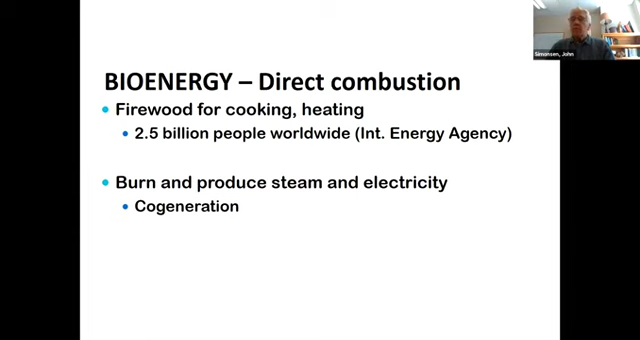 BIOENERGY – Direct combustion
Firewood for cooking, heating
2.5 billion people worldwide (Int. Energy Agency)
Burn and produce steam and electricity
Cogeneration
Simonsen, John